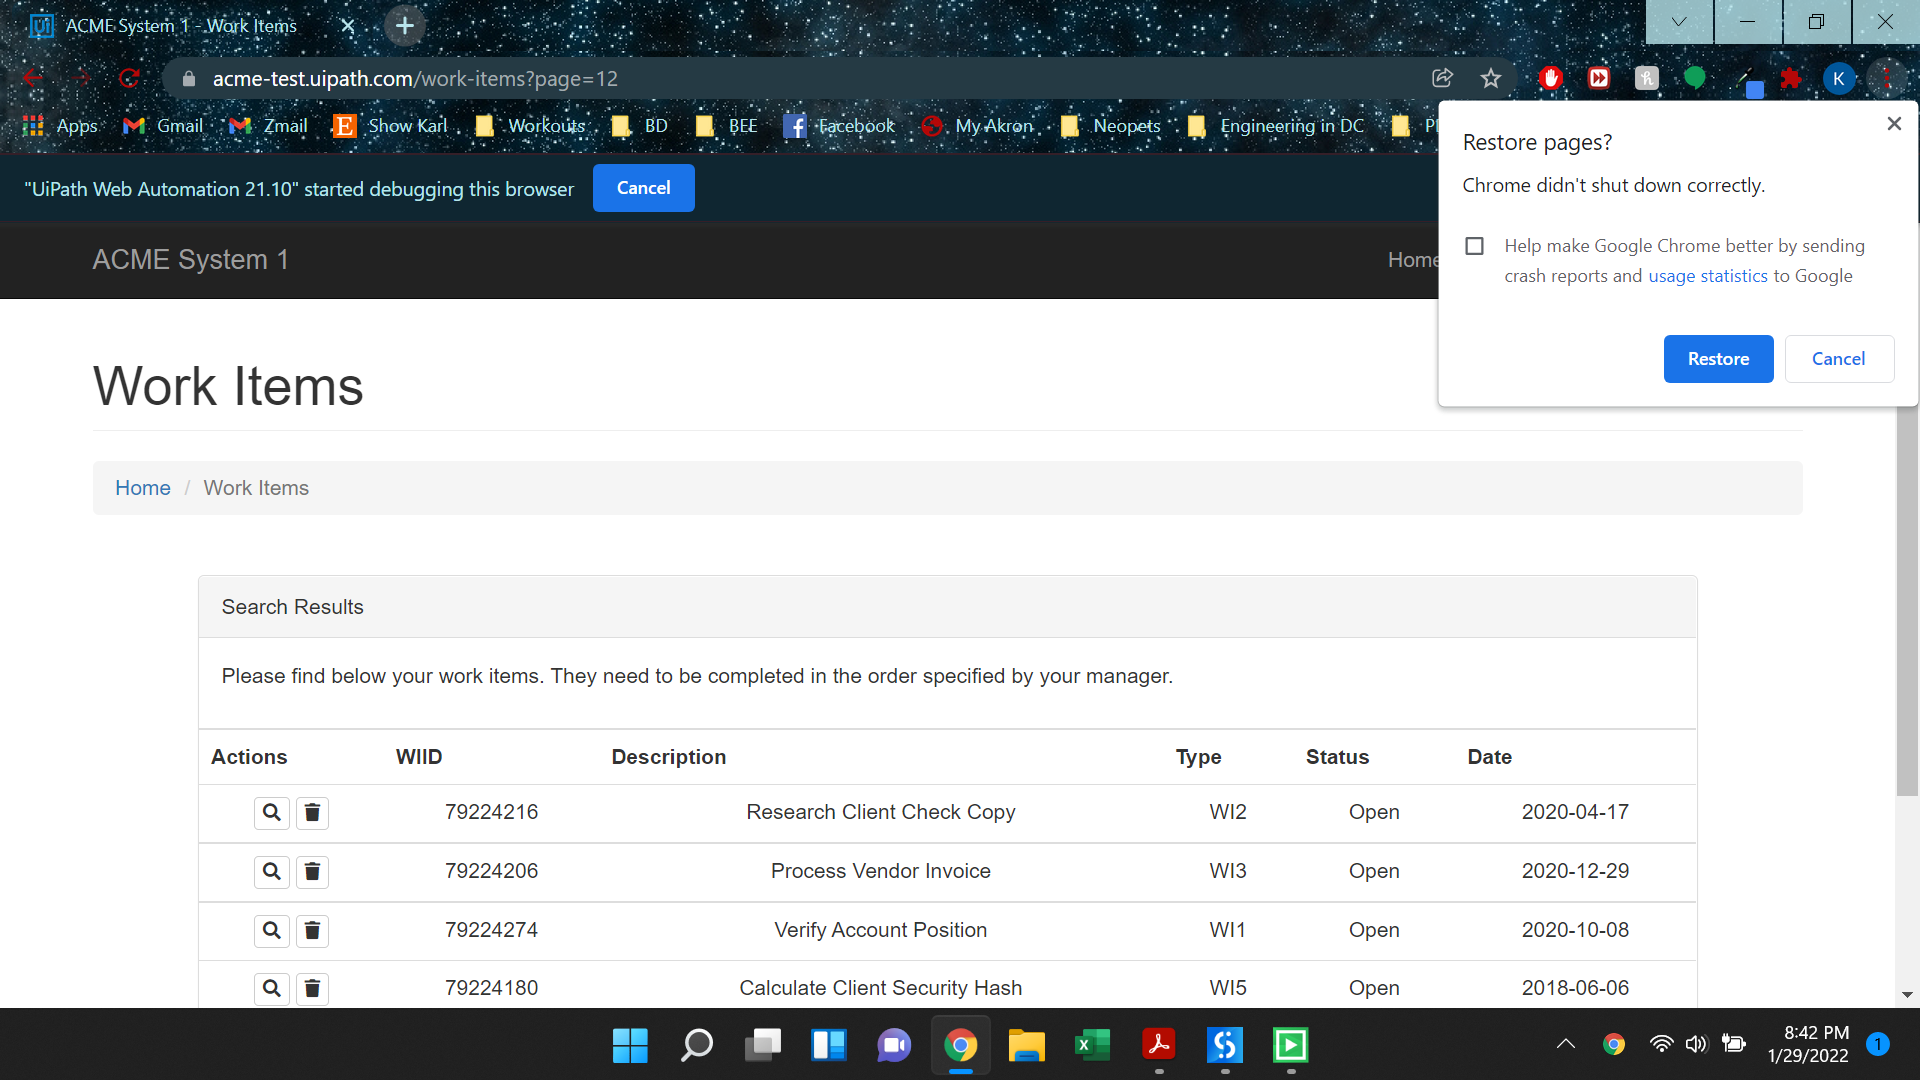 ACME System 1 - Work Items
acme-test.uipath.com/work-items?page=12
K
Apps Gmail Zmail Show Karl Workouts BD BEE Facebook My Akron Neopets Engineering in DC
"UiPath Web Automation 21.10" started debugging this browser Cancel
Restore pages?
Chrome didn't shut down correctly.
Help make Google Chrome better by sending
crash reports and usage statistics to Google
Restore Cancel
ACME System 1 Home
Work Items
Home / Work Items
Search Results
Please find below your work items. They need to be completed in the order specified by your manager.
Actions WIID Description Type Status Date
79224216 Research Client Check Copy WI2 Open 2020-04-17
79224206 Process Vendor Invoice WI3 Open 2020-12-29
79224274 Verify Account Position WI1 Open 2020-10-08
79224180 Calculate Client Security Hash WI5 Open 2018-06-06
8:42 PM
1/29/2022
1